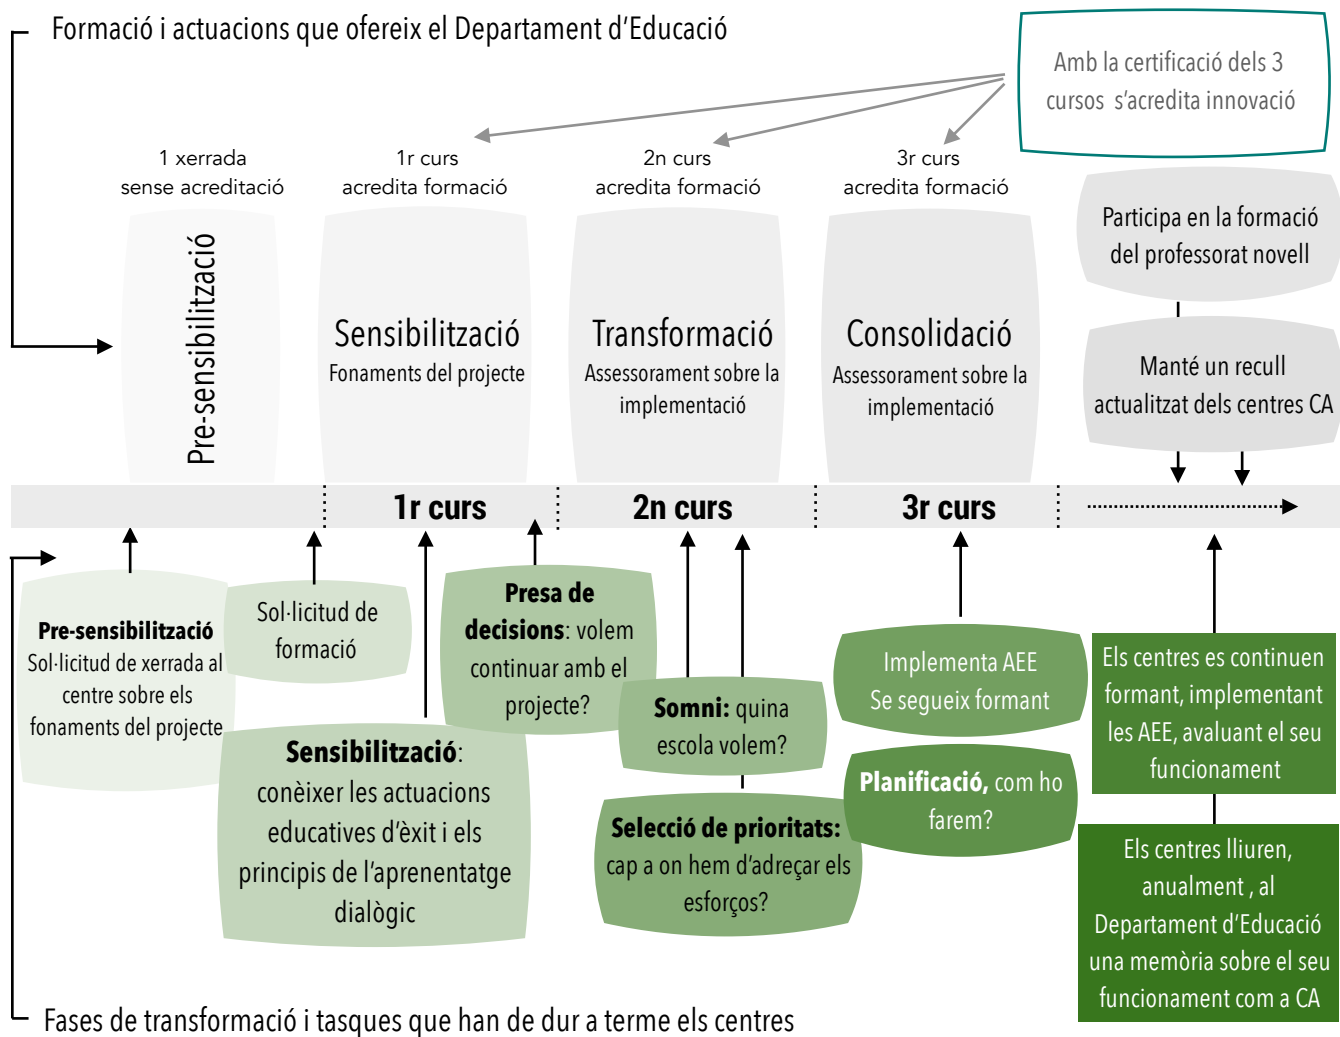 Formació i actuacions que ofereix el Departament d’Educació
Amb la certificació dels 3
cursos s’acredita innovació
1 xerrada
sense acreditació
1r curs
acredita formació
2n curs
acredita formació
3r curs
acredita formació
Pre-sensibilització
Sensibilització
Fonaments del projecte
Transformació
Assessorament sobre la
implementació
Consolidació
Assessorament sobre la
implementació
Participa en la formació
del professorat novell
Manté un recull
actualitzat dels centres CA
1r curs
2n curs
3r curs
Pre-sensibilització
Sol·licitud de xerrada al
centre sobre els
fonaments del projecte
Sol·licitud de
formació
Sensibilització:
conèixer les actuacions
educatives d’èxit i els
principis de l’aprenentatge
dialògic
Presa de
decisions: volem
continuar amb el
projecte?
Somni: quina
escola volem?
Selecció de prioritats:
cap a on hem d’adreçar els
esforços?
Implementa AEE
Se segueix formant
Planificació, com ho
farem?
Els centres es continuen
formant, implementant
les AEE, avaluant el seu
funcionament
Els centres lliuren,
anualment , al
Departament d’Educació
una memòria sobre el seu
funcionament com a CA
Fases de transformació i tasques que han de dur a terme els centres